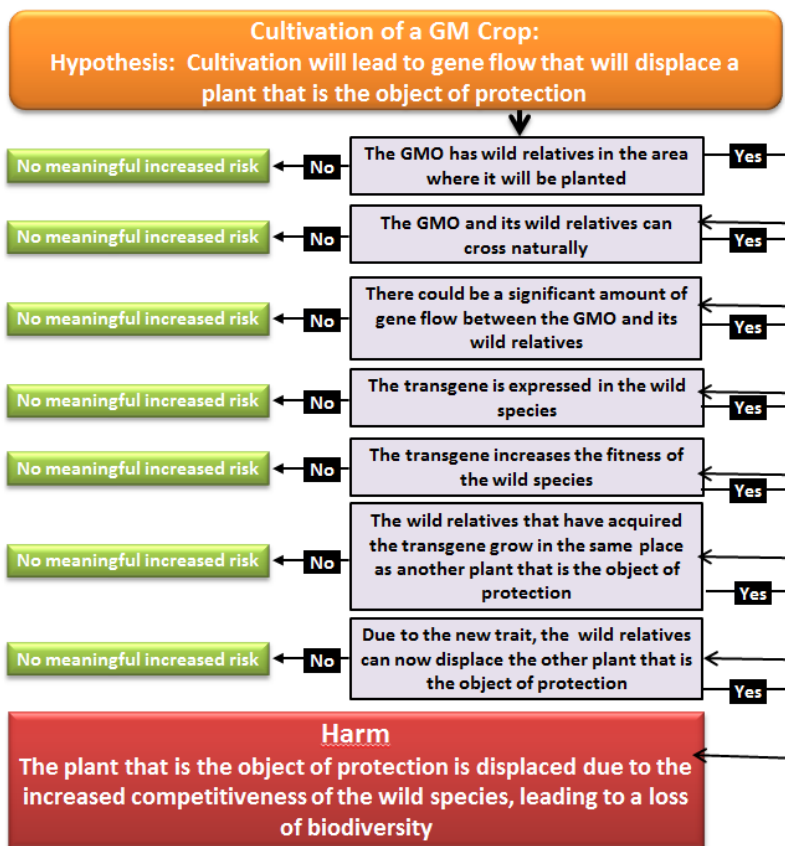 Cultivation of a GM Crop:
Hypothesis: Cultivation will lead to gene flow that will displace a
plant that is the object of protection
No meaningful increased risk
No
The GMO has wild relatives in the area
where it will be planted
Yes
No meaningful increased risk
No
The GMO and its wild relatives can
cross naturally
Yes
No meaningful increased risk
No
There could be a significant amount of
gene flow between the GMO and its
wild relatives
Yes
No meaningful increased risk
No
The transgene is expressed in the wild
species
Yes
No meaningful increased risk
No
The transgene increases the fitness of
the wild species
Yes
No meaningful increased risk
No
The wild relatives that have acquired
the transgene grow in the same place
as another plant that is the object of
protection
Yes
No meaningful increased risk
No
Due to the new trait, the wild relatives
can now displace the other plant that is
the object of protection
Yes
Harm
The plant that is the object of protection is displaced due to the
increased competitiveness of the wild species, leading to a loss
of biodiversity